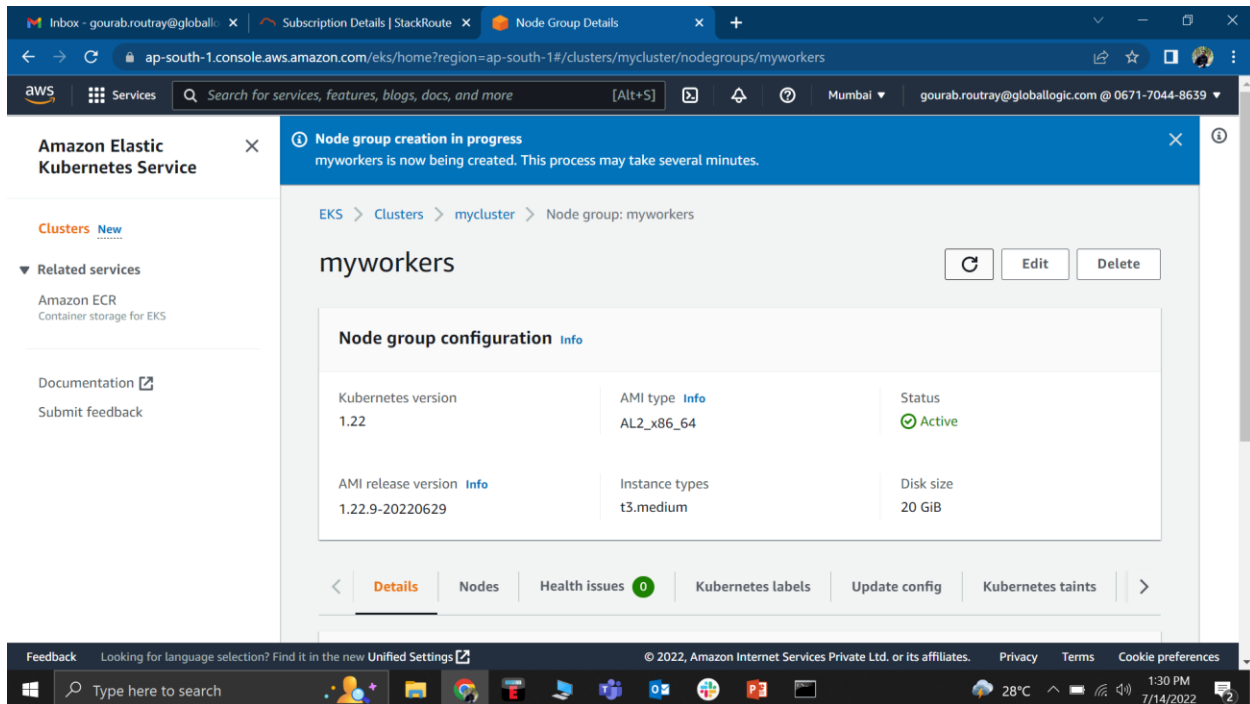 Inbox - gourab.routray@globallo
Subscription Details | StackRoute
Node Group Details
ap-south-1.console.aws.amazon.com/eks/home?region=ap-south-1#/clusters/mycluster/nodegroups/myworkers
aws
Services
Search for services, features, blogs, docs, and more
[Alt+S]
Mumbai
gourab.routray@globallogic.com @ 0671-7044-8639
Amazon Elastic
Kubernetes Service
Clusters New
Related services
Amazon ECR
Container storage for EKS
Documentation
Submit feedback
Node group creation in progress
myworkers is now being created. This process may take several minutes.
EKS > Clusters > mycluster > Node group: myworkers
myworkers
Edit
Delete
Node group configuration Info
Kubernetes version
1.22
AMI type Info
AL2_x86_64
Status
Active
AMI release version Info
1.22.9-20220629
Instance types
t3.medium
Disk size
20 GiB
Details
Nodes
Health issues 0
Kubernetes labels
Update config
Kubernetes taints
Feedback
Looking for language selection? Find it in the new Unified Settings
© 2022, Amazon Internet Services Private Ltd. or its affiliates.
Privacy
Terms
Cookie preferences
Type here to search
28°C
1:30 PM
7/14/2022
2